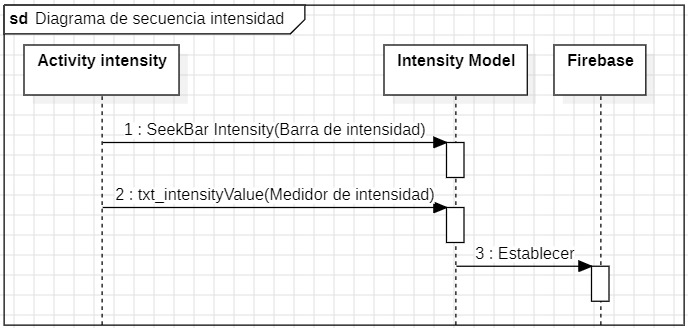 sd Diagrama de secuencia intensidad
Activity intensity
Intensity Model
Firebase
1 : SeekBar Intensity(Barra de intensidad)
2 : txt_intensityValue(Medidor de intensidad)
3 : Establecer